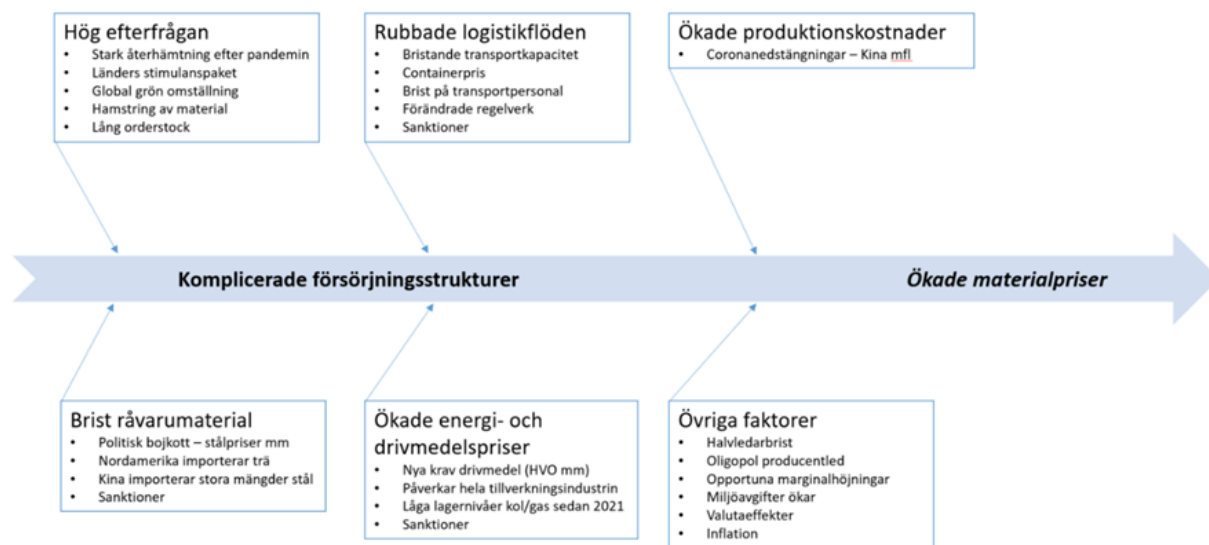 Hög efterfrågan
• Stark återhämtning efter pandemin
• Länders stimulanspaket
• Global grön omställning
• Hamstring av material
• Lång orderstock
Rubbade logistikflöden
• Bristande transportkapacitet
• Containerpris
• Brist på transportpersonal
• Förändrade regelverk
• Sanktioner
Ökade produktionskostnader
• Coronanedstängningar – Kina mfl
Komplicerade försörjningsstrukturer
Ökade materialpriser
Brist råvarumaterial
• Politisk bojkott – stålpriser mm
• Nordamerika importerar trä
• Kina importerar stora mängder stål
• Sanktioner
Ökade energi- och
drivmedelspriser
• Nya krav drivmedel (HVO mm)
• Påverkar hela tillverkningsindustrin
• Låga lagernivåer kol/gas sedan 2021
• Sanktioner
Övriga faktorer
• Halvledarbrist
• Oligopol producentled
• Opportuna marginalhöjningar
• Miljöavgifter ökar
• Valutaeffekter
• Inflation